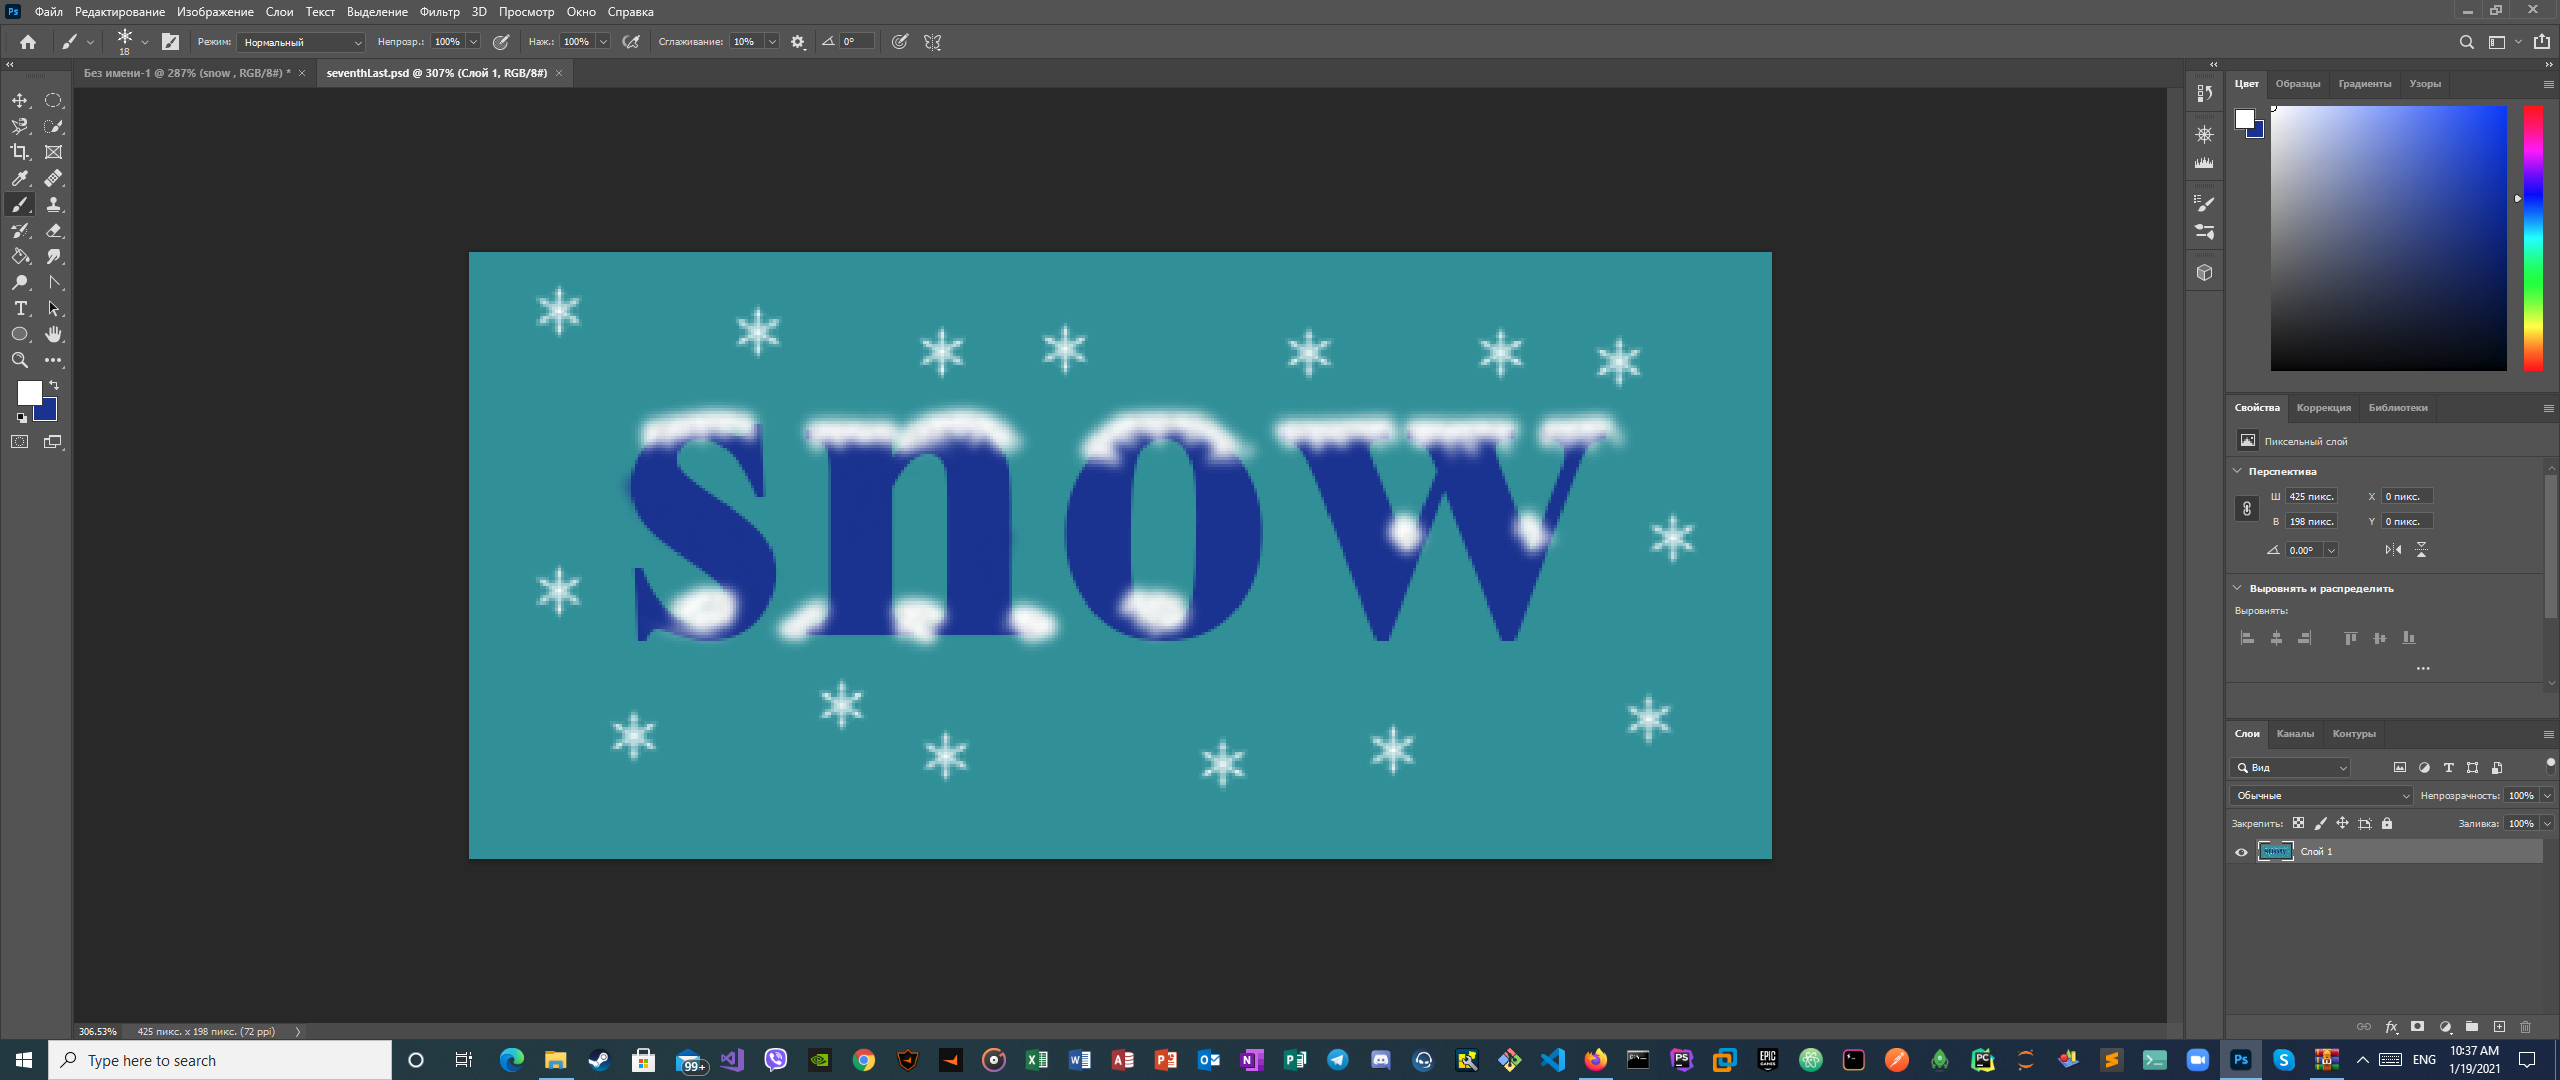 Ps Файл Редактирование Изображение Слои Текст Выделение Фильтр 3D Просмотр Окно Справка
18 Режим: Нормальный Непрозр.: 100% Наж.: 100% Сглаживание: 10% 0°
Без имени-1 @ 287% (snow , RGB/8#) * × seventhLast.psd @ 307% (Слой 1, RGB/8#) ×
Цвет Образцы Градиенты Узоры
snow
Свойства Коррекция Библиотеки
Пиксельный слой
Перспектива
Ш 425 пикс. X 0 пикс.
В 198 пикс. Y 0 пикс.
0.00°
Выровнять и распределить
Выровнять:
Слои Каналы Контуры
Вид
Обычные Непрозрачность: 100%
Закрепить: Заливка: 100%
Слой 1
306.53% 425 пикс. x 198 пикс. (72 ppi)
Type here to search
99+
ENG
10:37 AM
1/19/2021